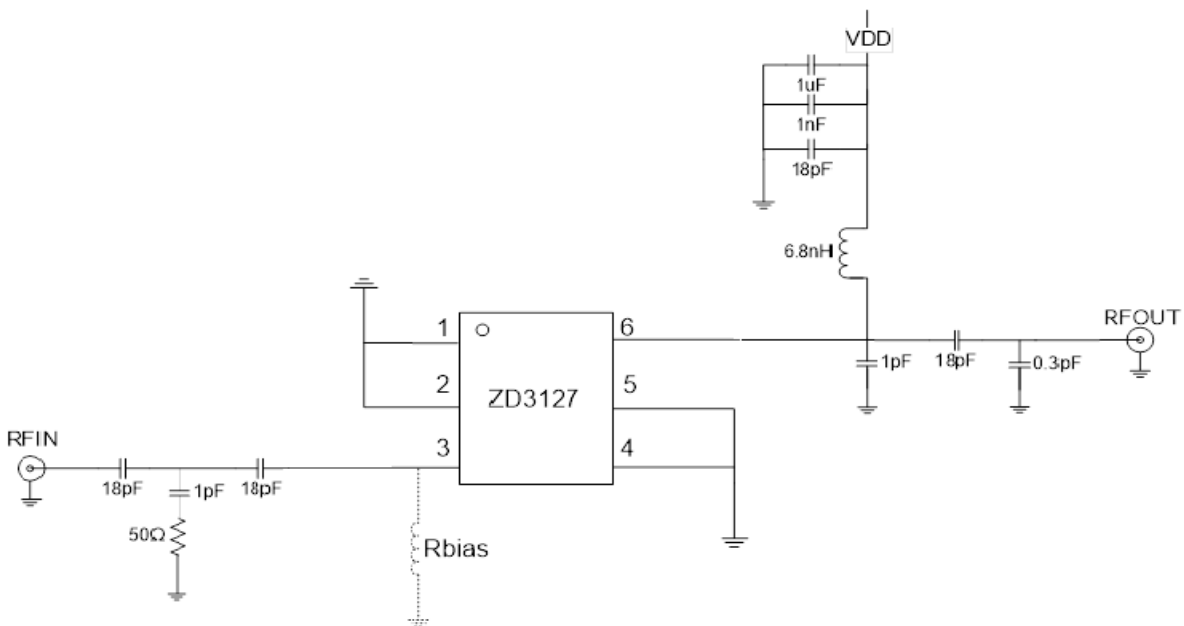 VDD
1uF
1nF
18pF
6.8nH
1
6
RFOUT
1pF
18pF
0.3pF
2
5
ZD3127
RFIN
3
4
18pF
1pF
18pF
50Ω
Rbias